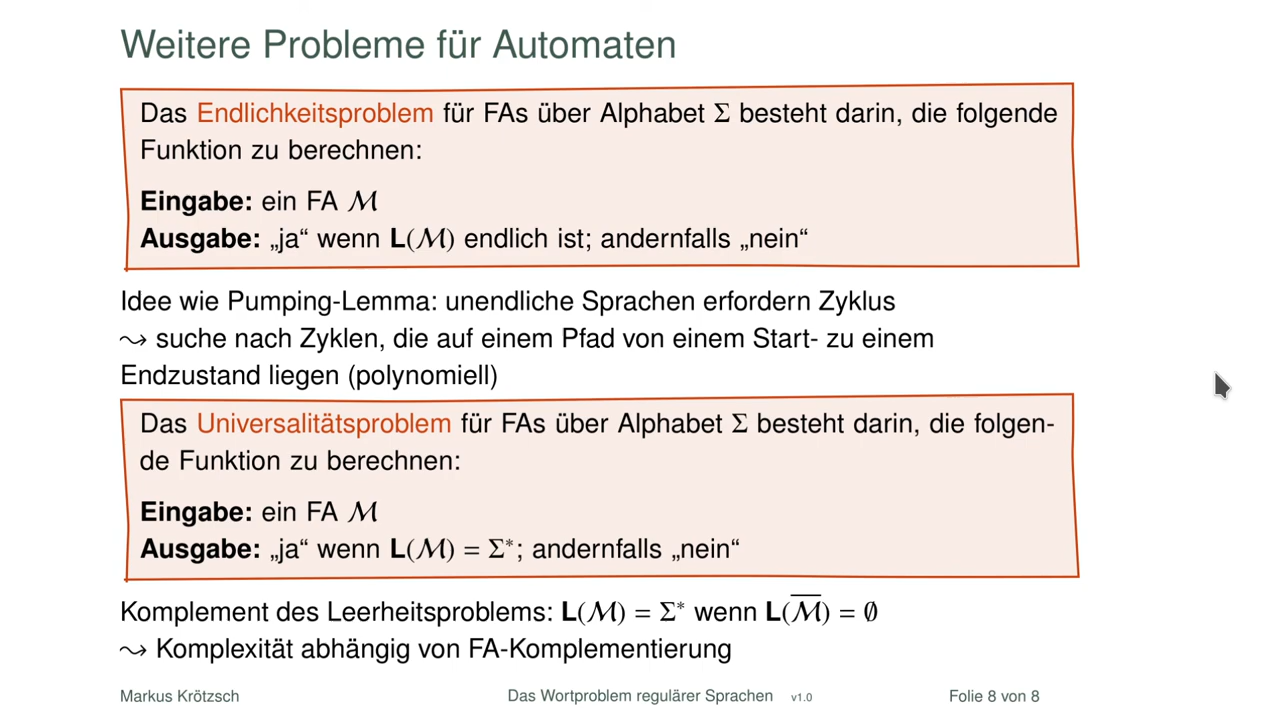 Weitere Probleme für Automaten
Das Endlichkeitsproblem für FAs über Alphabet Σ besteht darin, die folgende
Funktion zu berechnen:
Eingabe: ein FA ℳ
Ausgabe: „ja“ wenn L(ℳ) endlich ist; andernfalls „nein“
Idee wie Pumping-Lemma: unendliche Sprachen erfordern Zyklus
⤳ suche nach Zyklen, die auf einem Pfad von einem Start- zu einem
Endzustand liegen (polynomiell)
Das Universalitätsproblem für FAs über Alphabet Σ besteht darin, die folgen-
de Funktion zu berechnen:
Eingabe: ein FA ℳ
Ausgabe: „ja“ wenn L(ℳ) = Σ*; andernfalls „nein“
Komplement des Leerheitsproblems: L(ℳ) = Σ* wenn L(ℳ̅) = ∅
⤳ Komplexität abhängig von FA-Komplementierung
Markus Krötzsch Das Wortproblem regulärer Sprachen v1.0 Folie 8 von 8